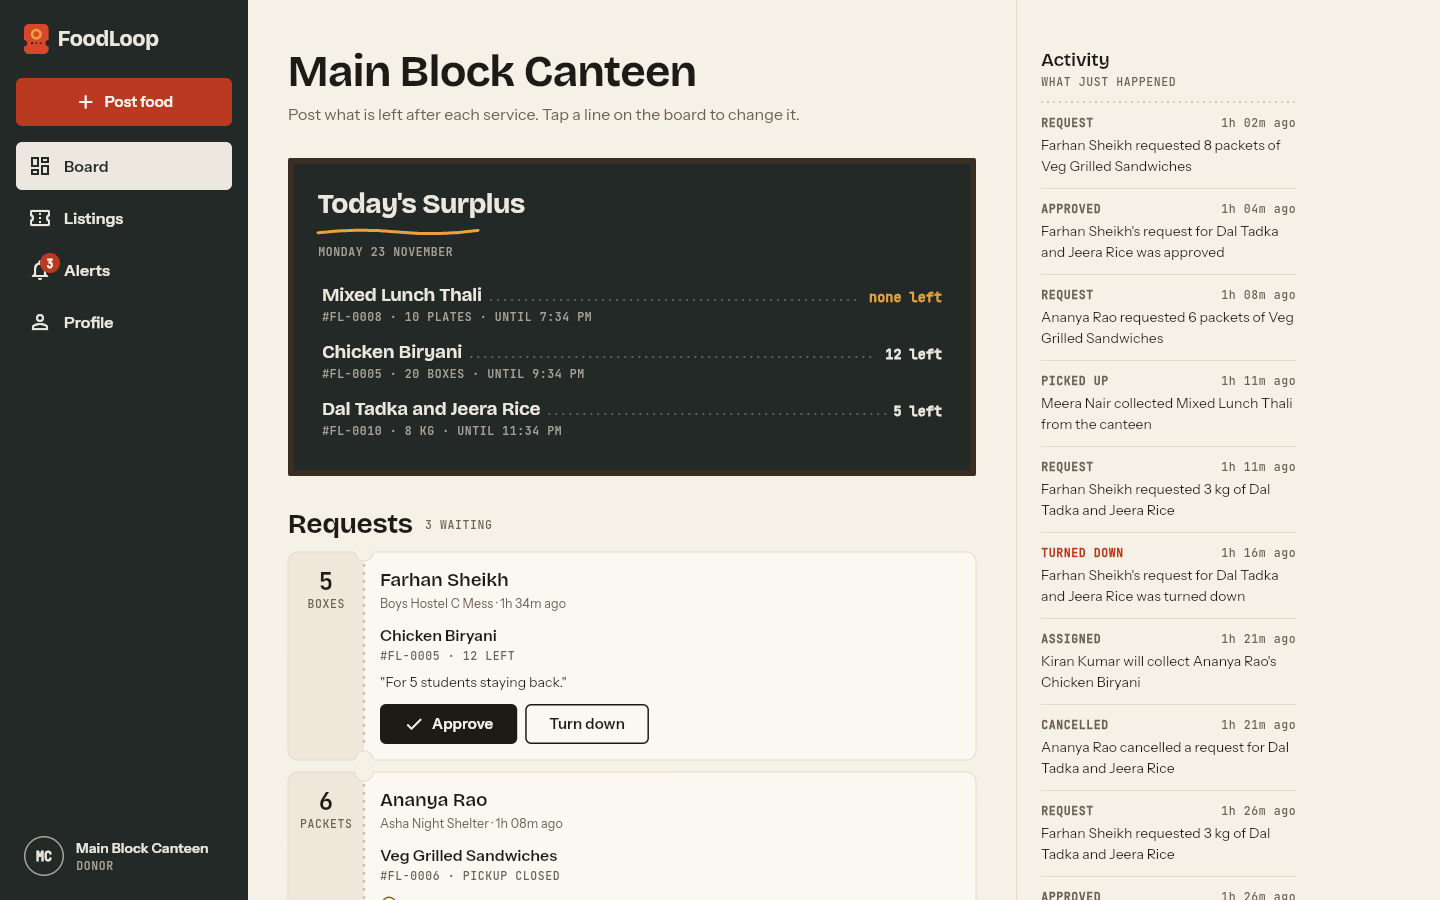 FoodLoop
Post food
Board
Listings
3
Alerts
Profile
MC
Main Block Canteen
DONOR
Main Block Canteen
Post what is left after each service. Tap a line on the board to change it.
Today's Surplus
MONDAY 23 NOVEMBER
Mixed Lunch Thali none left
#FL-0008 · 10 PLATES · UNTIL 7:34 PM
Chicken Biryani 12 left
#FL-0005 · 20 BOXES · UNTIL 9:34 PM
Dal Tadka and Jeera Rice 5 left
#FL-0010 · 8 KG · UNTIL 11:34 PM
Requests 3 WAITING
5
BOXES
Farhan Sheikh
Boys Hostel C Mess · 1h 34m ago
Chicken Biryani
#FL-0005 · 12 LEFT
"For 5 students staying back."
Approve
Turn down
6
PACKETS
Ananya Rao
Asha Night Shelter · 1h 08m ago
Veg Grilled Sandwiches
#FL-0006 · PICKUP CLOSED
Activity
WHAT JUST HAPPENED
REQUEST 1h 02m ago
Farhan Sheikh requested 8 packets of
Veg Grilled Sandwiches
APPROVED 1h 04m ago
Farhan Sheikh's request for Dal Tadka
and Jeera Rice was approved
REQUEST 1h 08m ago
Ananya Rao requested 6 packets of Veg
Grilled Sandwiches
PICKED UP 1h 11m ago
Meera Nair collected Mixed Lunch Thali
from the canteen
REQUEST 1h 11m ago
Farhan Sheikh requested 3 kg of Dal
Tadka and Jeera Rice
TURNED DOWN 1h 16m ago
Farhan Sheikh's request for Dal Tadka
and Jeera Rice was turned down
ASSIGNED 1h 21m ago
Kiran Kumar will collect Ananya Rao's
Chicken Biryani
CANCELLED 1h 21m ago
Ananya Rao cancelled a request for Dal
Tadka and Jeera Rice
REQUEST 1h 26m ago
Farhan Sheikh requested 3 kg of Dal
Tadka and Jeera Rice
APPROVED 1h 26m ago